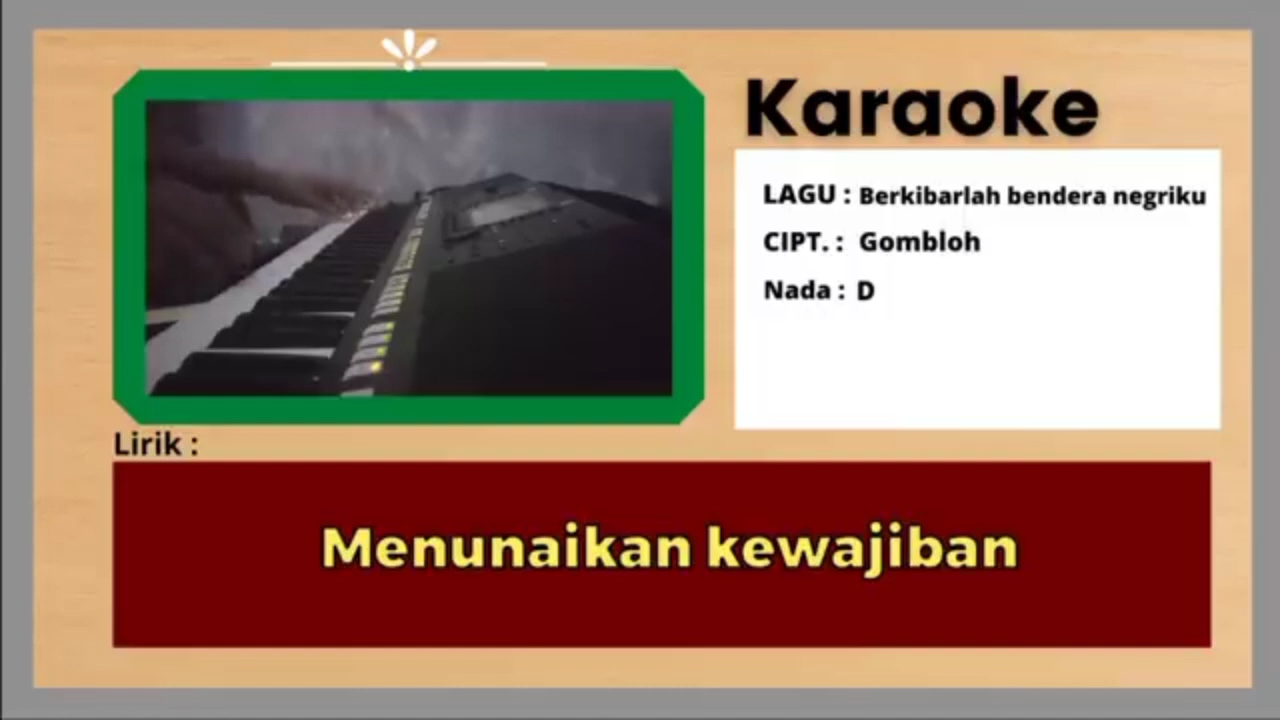 Karaoke
LAGU : Berkibarlah bendera negriku
CIPT. : Gombloh
Nada : D
Lirik :
Menunaikan kewajiban